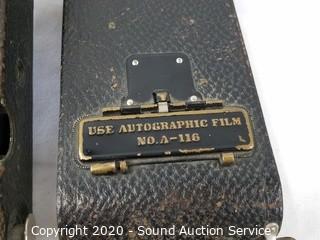 USE AUTOGRAPHIC FILM
NO. A-116
Copyright 2020 - Sound Auction Service